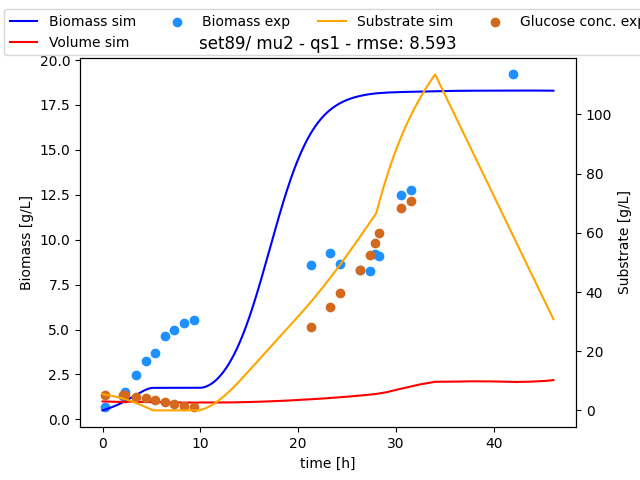 Biomass sim Biomass exp Substrate sim Glucose conc. exp
Volume sim
set89/ mu2 - qs1 - rmse: 8.593
20.0
17.5
15.0
12.5
10.0
7.5
5.0
2.5
0.0
Biomass [g/L]
0 10 20 30 40
time [h]
100
80
60
40
20
0
Substrate [g/L]